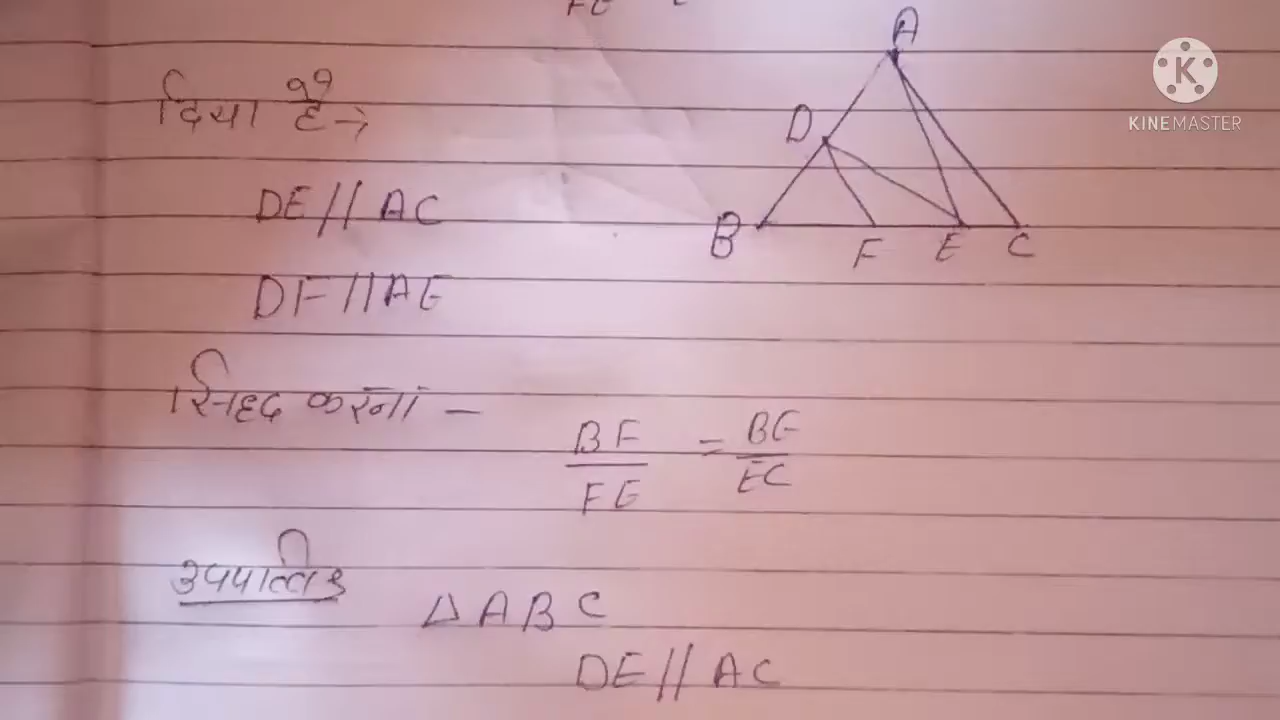 A
दिया है →
D
DE // AC
B F E C
DF // AE
सिद्ध करना —
BF/FE = BE/EC
उपपत्ति :
Δ ABC
DE // AC
K
KINEMASTER